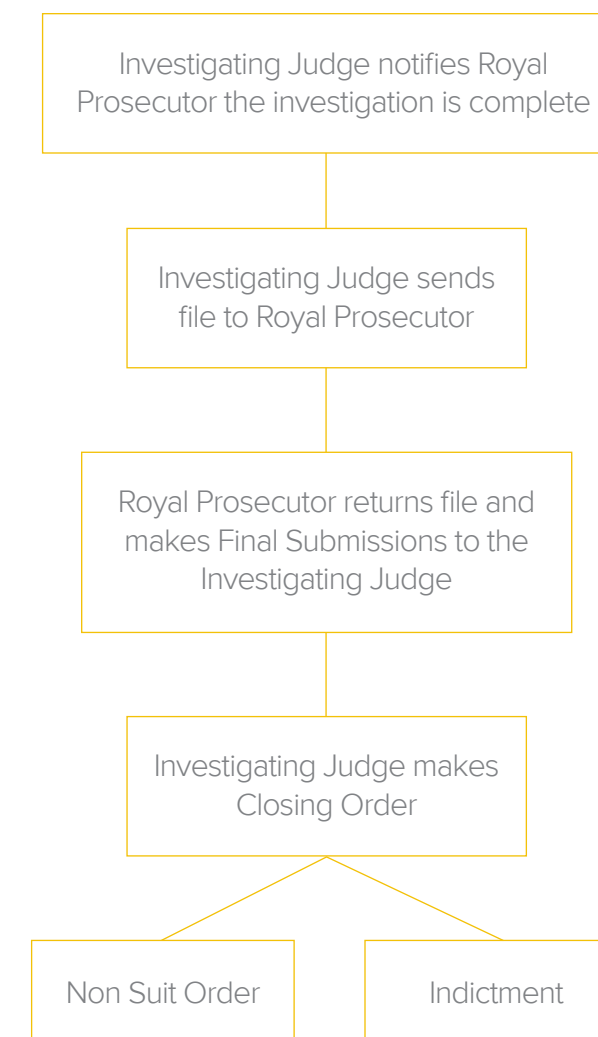 Investigating Judge notifies Royal
Prosecutor the investigation is complete
Investigating Judge sends
file to Royal Prosecutor
Royal Prosecutor returns file and
makes Final Submissions to the
Investigating Judge
Investigating Judge makes
Closing Order
Non Suit Order
Indictment